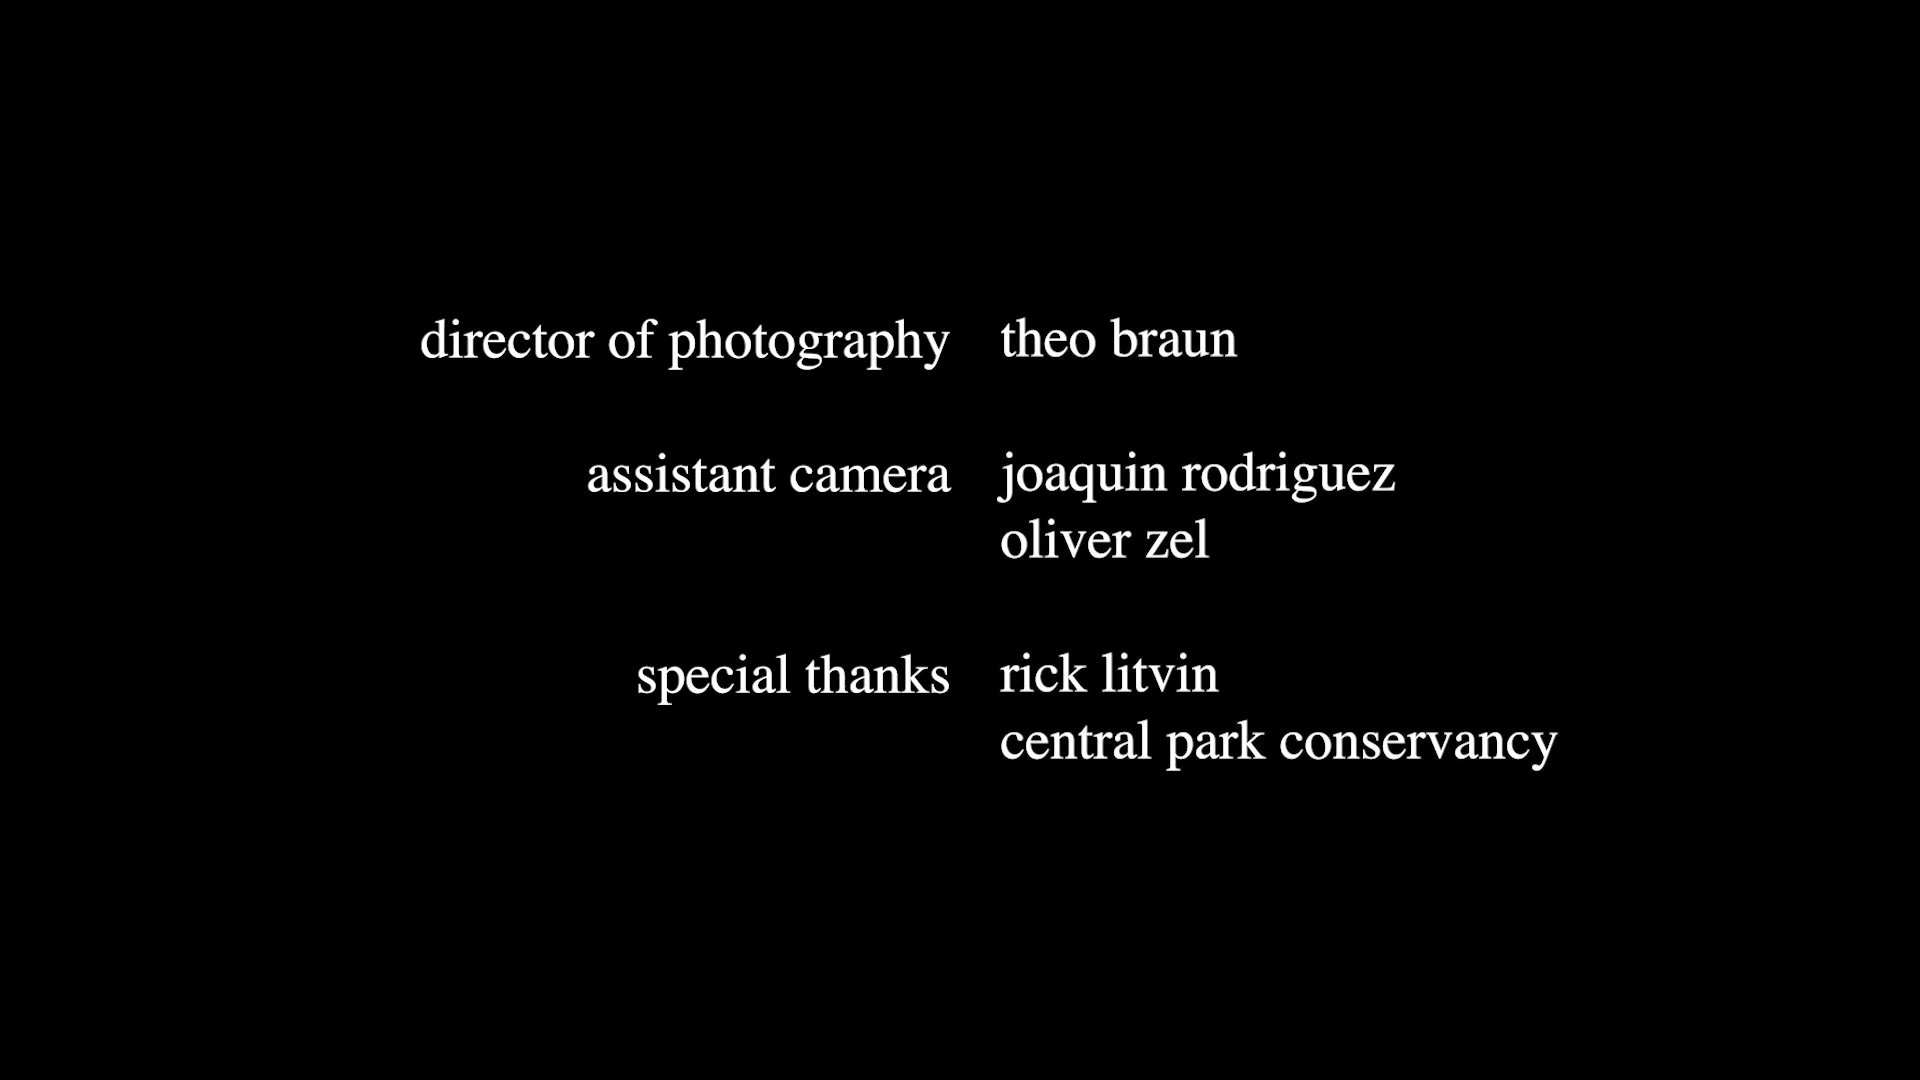 director of photography theo braun
assistant camera joaquin rodriguez
oliver zel
special thanks rick litvin
central park conservancy